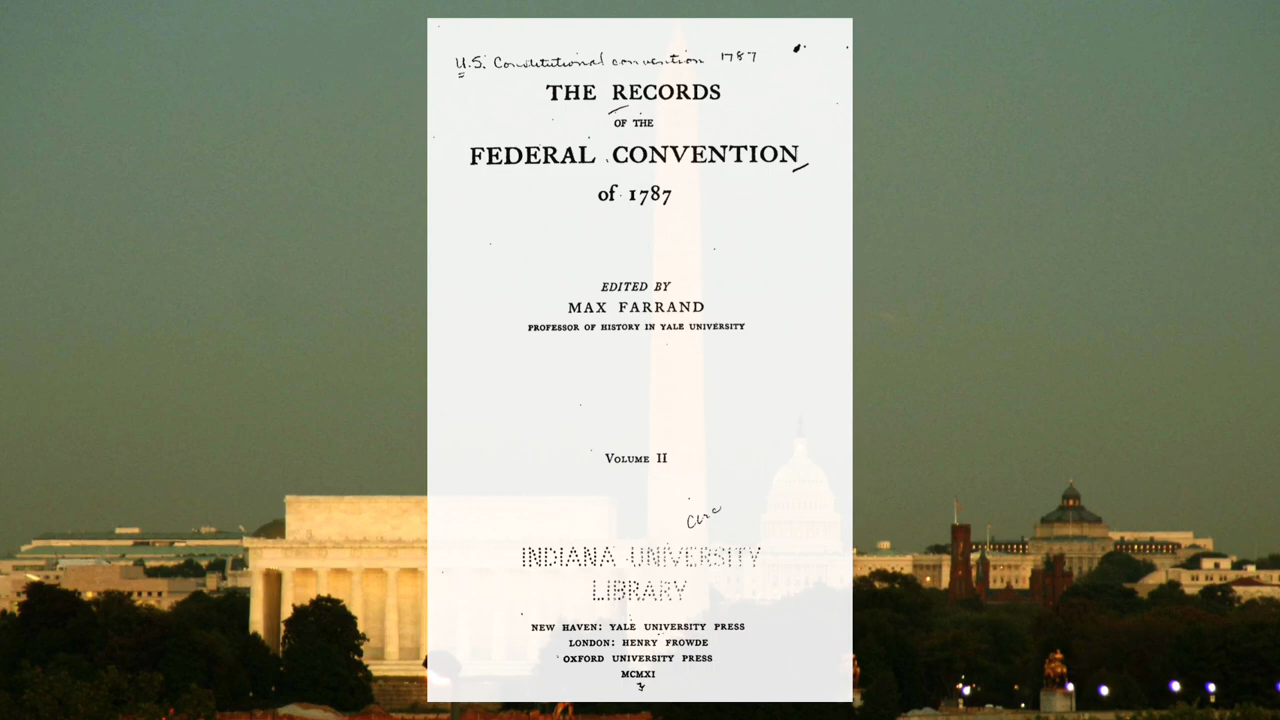 U.S. Constitutional convention 1787
THE RECORDS
OF THE
FEDERAL CONVENTION
of 1787
EDITED BY
MAX FARRAND
PROFESSOR OF HISTORY IN YALE UNIVERSITY
VOLUME II
Circ
INDIANA UNIVERSITY
LIBRARY
NEW HAVEN: YALE UNIVERSITY PRESS
LONDON: HENRY FROWDE
OXFORD UNIVERSITY PRESS
MCMXI